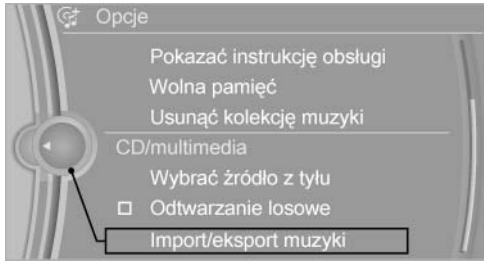 Opcje
Pokazać instrukcję obsługi
Wolna pamięć
Usunąć kolekcję muzyki
CD/multimedia
Wybrać źródło z tyłu
Odtwarzanie losowe
Import/eksport muzyki